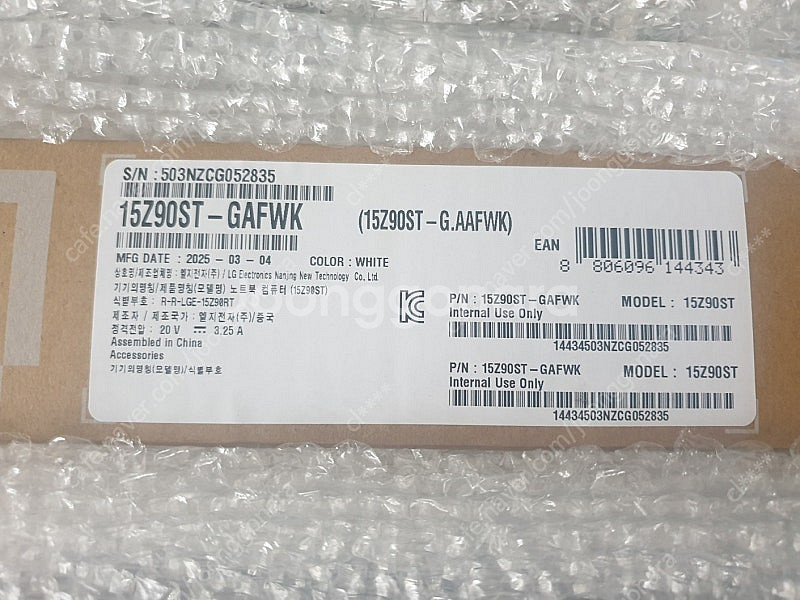 S/N : 503NZCG052835
15Z90ST-GAFWK (15Z90ST-G.AAFWK)
MFG DATE : 2025 - 03 - 04 COLOR : WHITE
상호명/제조업체명 : 엘지전자(주) / LG Electronics Nanjing New Technology Co., Ltd.
기기의명칭/제품명칭(모델명) 노트북 컴퓨터 (15Z90ST)
식별부호 : R-R-LGE-15Z90RT
제조자 / 제조국가 : 엘지전자(주)/중국
정격전압 : 20 V 3.25 A
Assembled in China
Accessories
기기의명칭(모델명)/식별부호
EAN
8 806096 144343
P/N : 15Z90ST-GAFWK MODEL : 15Z90ST
Internal Use Only
14434503NZCG052835
P/N : 15Z90ST-GAFWK MODEL : 15Z90ST
Internal Use Only
14434503NZCG052835
joonggonara